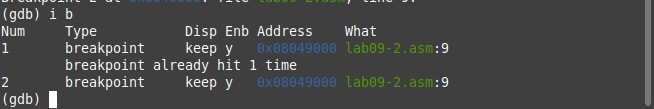 Breakpoint 2 at 0x8049000: file lab09-2.asm, line 9.
(gdb) i b
Num     Type           Disp Enb Address    What
1       breakpoint     keep y   0x08049000 lab09-2.asm:9
        breakpoint already hit 1 time
2       breakpoint     keep y   0x08049000 lab09-2.asm:9
(gdb)